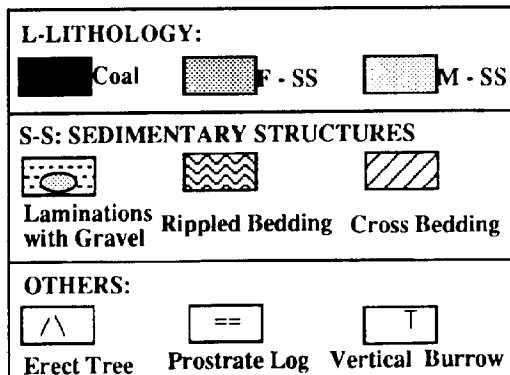 L-LITHOLOGY:
Coal F - SS M - SS
S-S: SEDIMENTARY STRUCTURES
Laminations with Gravel Rippled Bedding Cross Bedding
OTHERS:
Erect Tree Prostrate Log Vertical Burrow